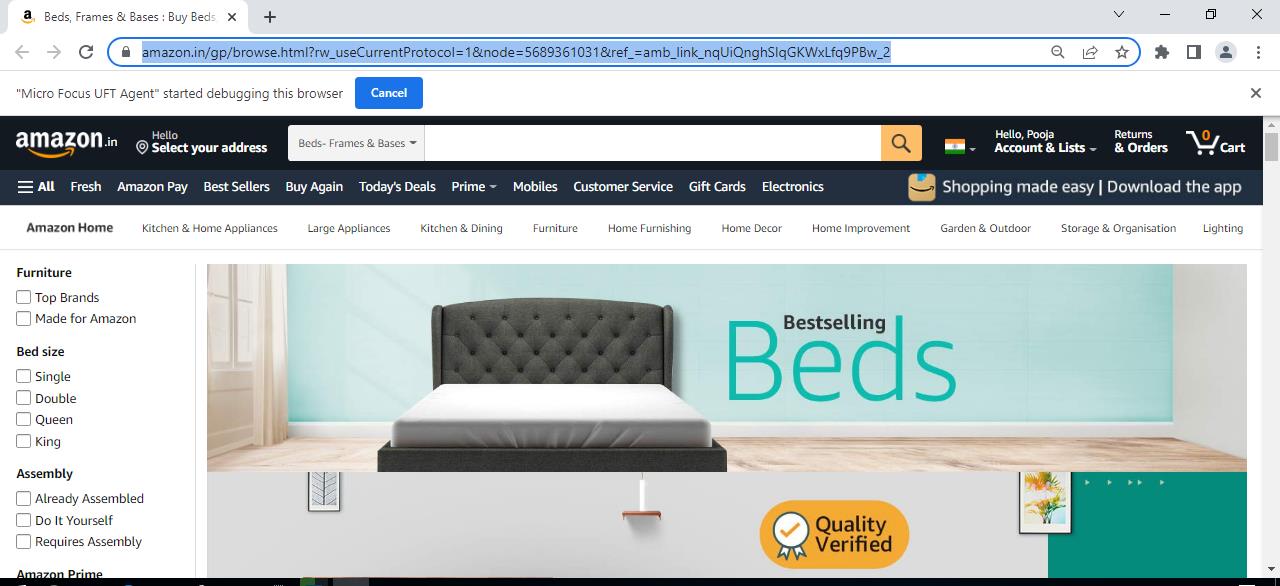 Beds, Frames & Bases : Buy Beds,
amazon.in/gp/browse.html?rw_useCurrentProtocol=1&node=5689361031&ref_=amb_link_nqUiQnghSlqGKWxLfq9PBw_2
"Micro Focus UFT Agent" started debugging this browser Cancel
amazon.in
Hello
Select your address
Beds- Frames & Bases
Hello, Pooja
Account & Lists
Returns
& Orders
0
Cart
All Fresh Amazon Pay Best Sellers Buy Again Today's Deals Prime Mobiles Customer Service Gift Cards Electronics Shopping made easy | Download the app
Amazon Home Kitchen & Home Appliances Large Appliances Kitchen & Dining Furniture Home Furnishing Home Decor Home Improvement Garden & Outdoor Storage & Organisation Lighting
Furniture
Top Brands
Made for Amazon
Bed size
Single
Double
Queen
King
Assembly
Already Assembled
Do It Yourself
Requires Assembly
Amazon Prime
Bestselling
Beds
Quality
Verified